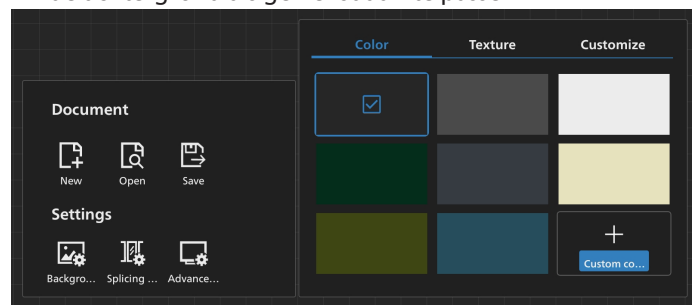 Color Texture Customize
Document
New Open Save
Settings
Backgro... Splicing ... Advance...
Custom co...